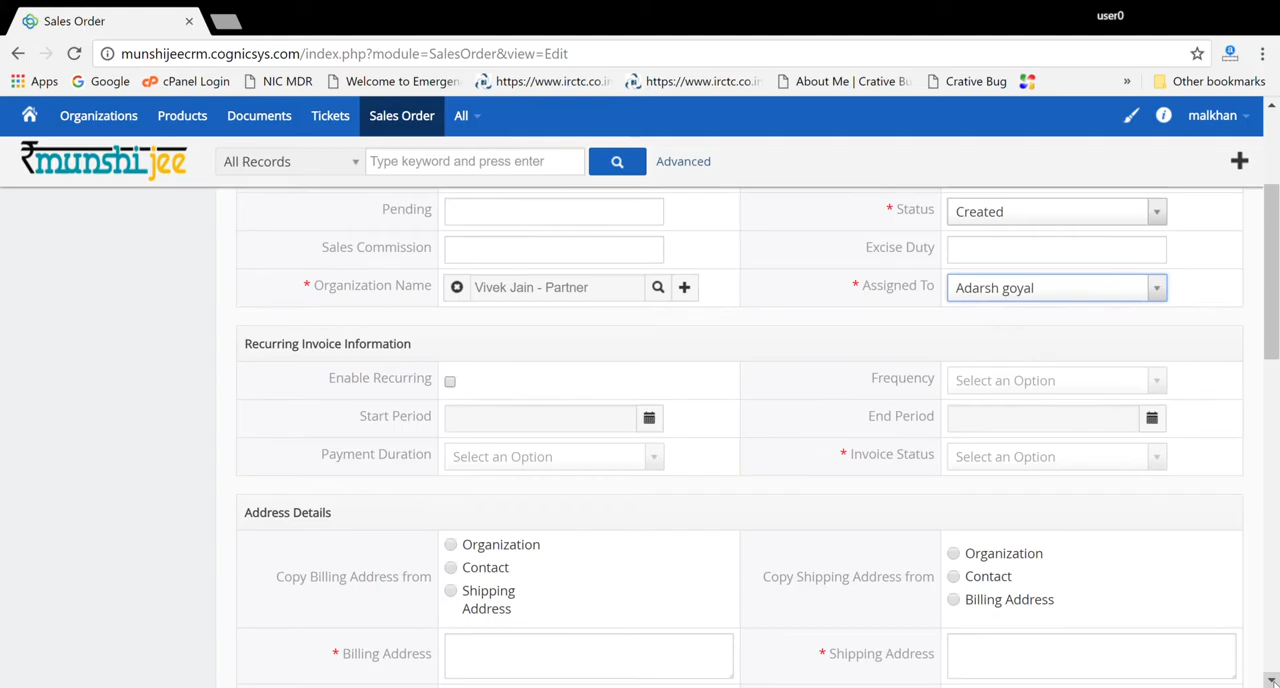 Sales Order
user0
munshijeecrm.cognicsys.com/index.php?module=SalesOrder&view=Edit
Apps Google cPanel Login NIC MDR Welcome to Emergen https://www.irctc.co.in https://www.irctc.co.in About Me | Crative Bu Crative Bug » Other bookmarks
Organizations Products Documents Tickets Sales Order All malkhan
munshijee All Records Type keyword and press enter Advanced
Pending * Status Created
Sales Commission Excise Duty
* Organization Name Vivek Jain - Partner * Assigned To Adarsh goyal
Recurring Invoice Information
Enable Recurring Frequency Select an Option
Start Period End Period
Payment Duration Select an Option * Invoice Status Select an Option
Address Details
Copy Billing Address from Organization Contact Shipping Address Copy Shipping Address from Organization Contact Billing Address
* Billing Address * Shipping Address